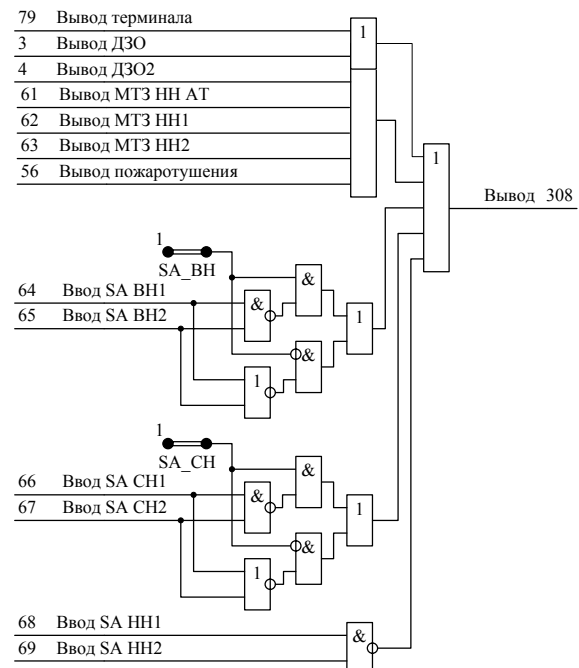 79 Вывод терминала
3 Вывод ДЗО
4 Вывод ДЗО2
61 Вывод МТЗ НН АТ
62 Вывод МТЗ НН1
63 Вывод МТЗ НН2
56 Вывод пожаротушения
1
1
Вывод 308
1
SA_ВН
64 Ввод SA ВН1
65 Ввод SA ВН2
&
&
&
1
1
1
SA_СН
66 Ввод SA СН1
67 Ввод SA СН2
&
&
&
1
1
68 Ввод SA НН1
69 Ввод SA НН2
&